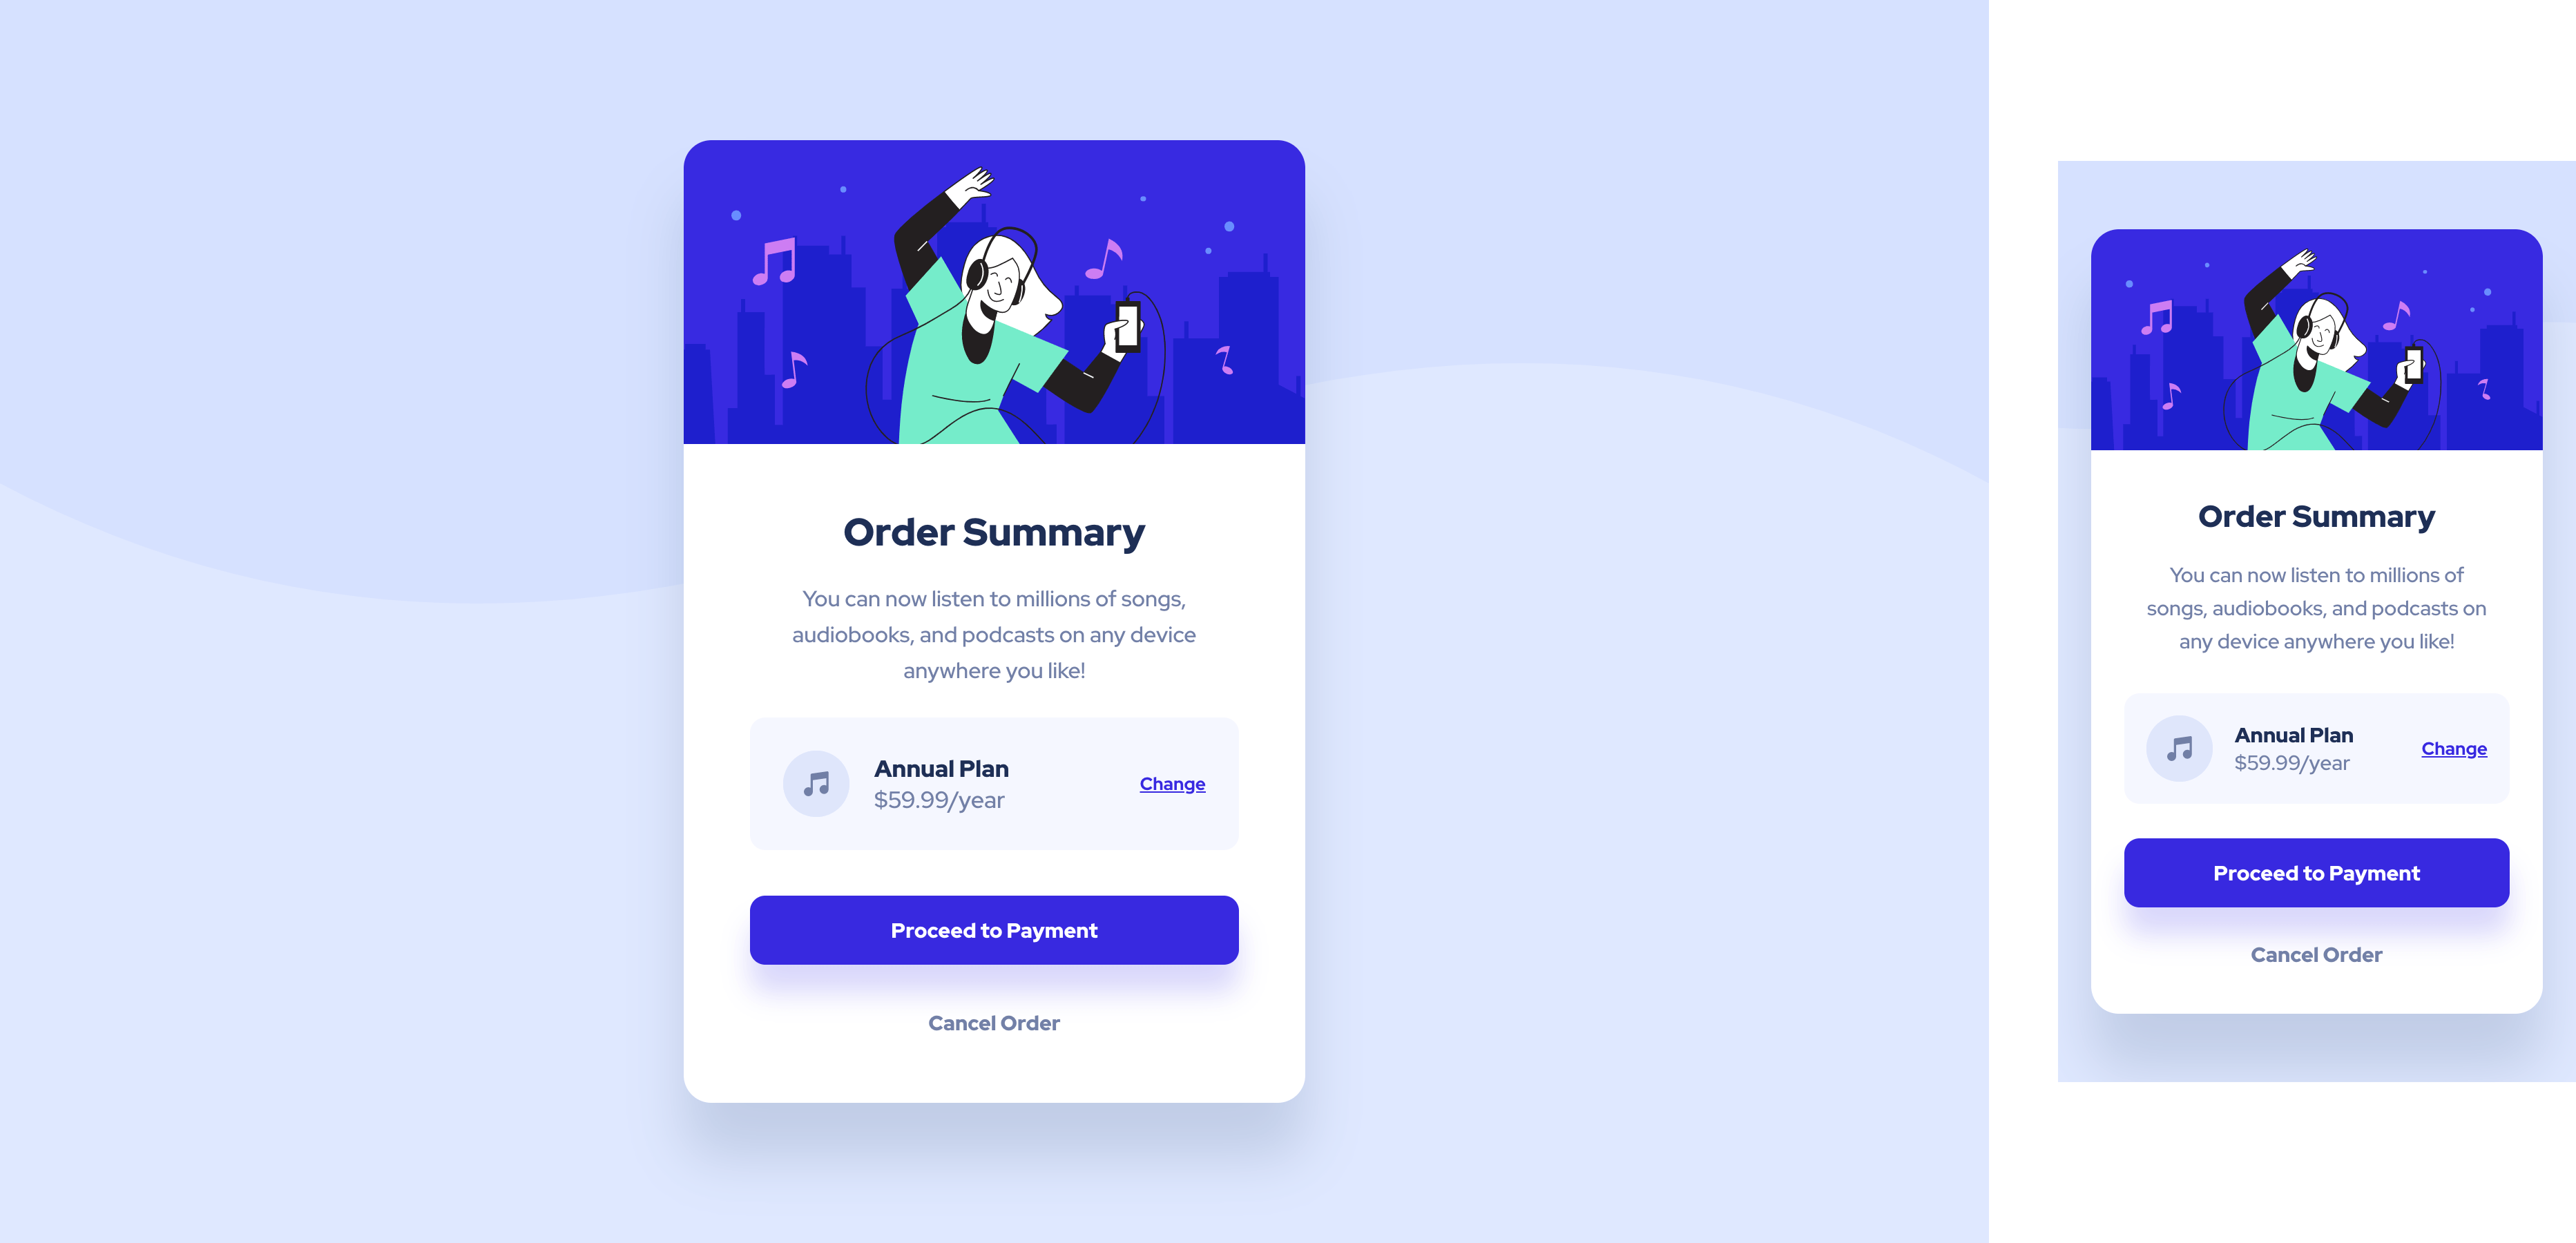 Order Summary
You can now listen to millions of songs,
audiobooks, and podcasts on any device
anywhere you like!
Annual Plan
$59.99/year
Change
Proceed to Payment
Cancel Order
Order Summary
You can now listen to millions of
songs, audiobooks, and podcasts on
any device anywhere you like!
Annual Plan
$59.99/year
Change
Proceed to Payment
Cancel Order